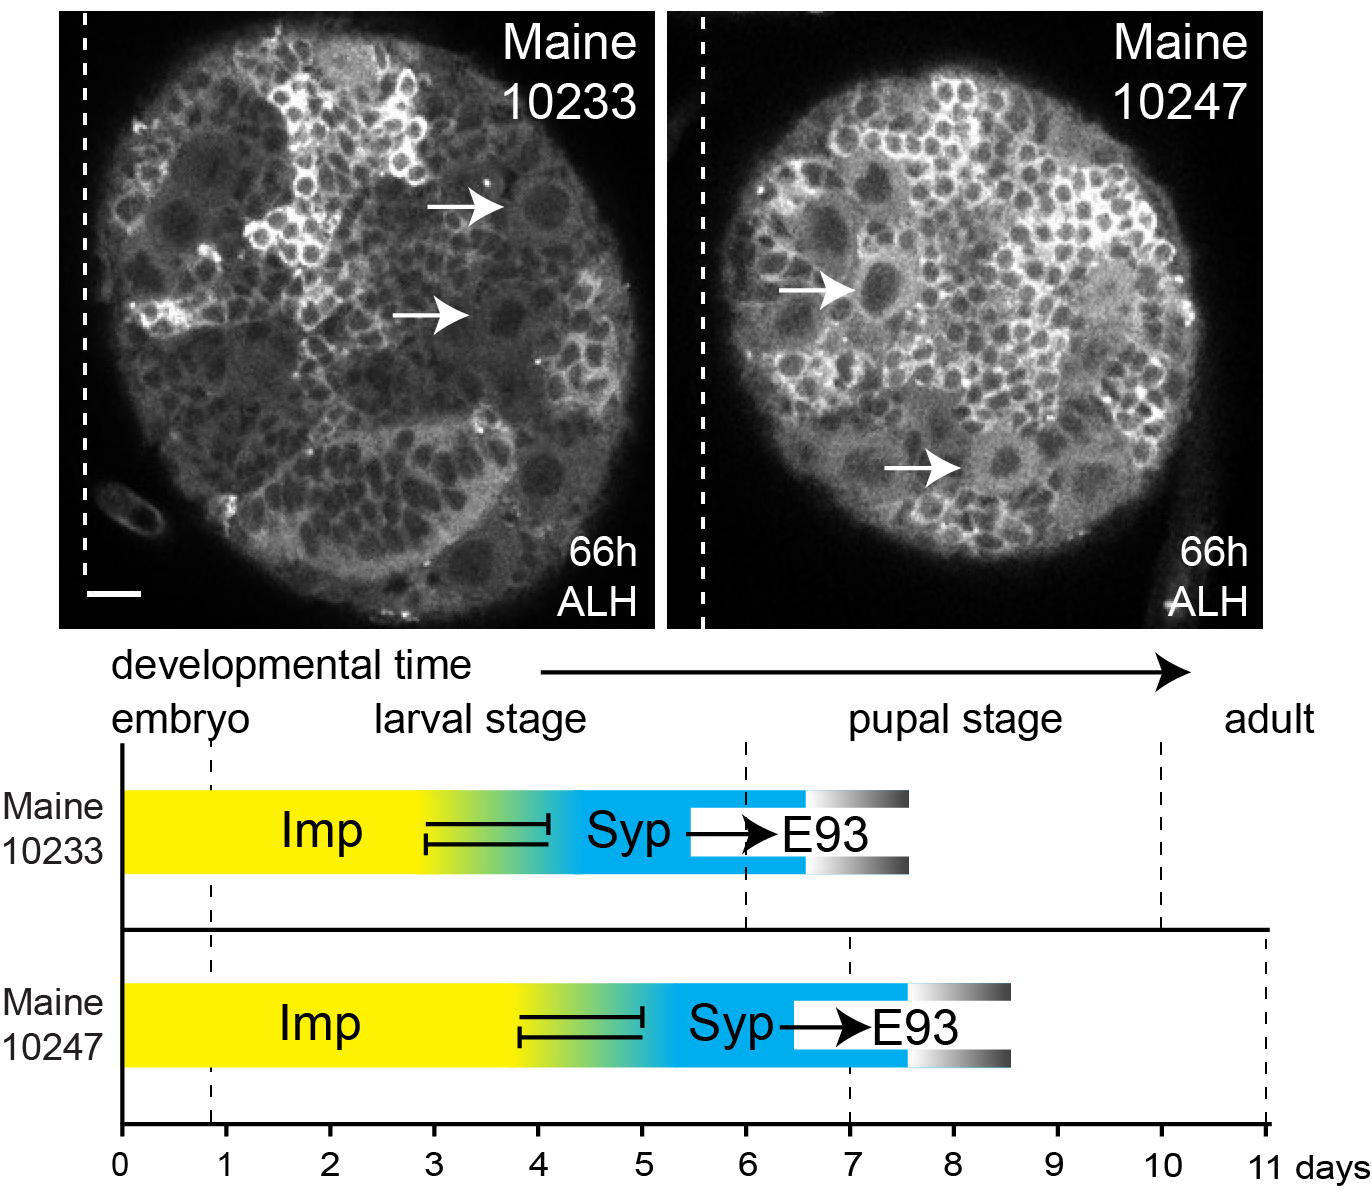 Maine
10233
Maine
10247
66h
ALH
66h
ALH
developmental time
embryo larval stage pupal stage adult
Maine
10233
Imp Syp E93
Maine
10247
Imp Syp E93
0 1 2 3 4 5 6 7 8 9 10 11 days